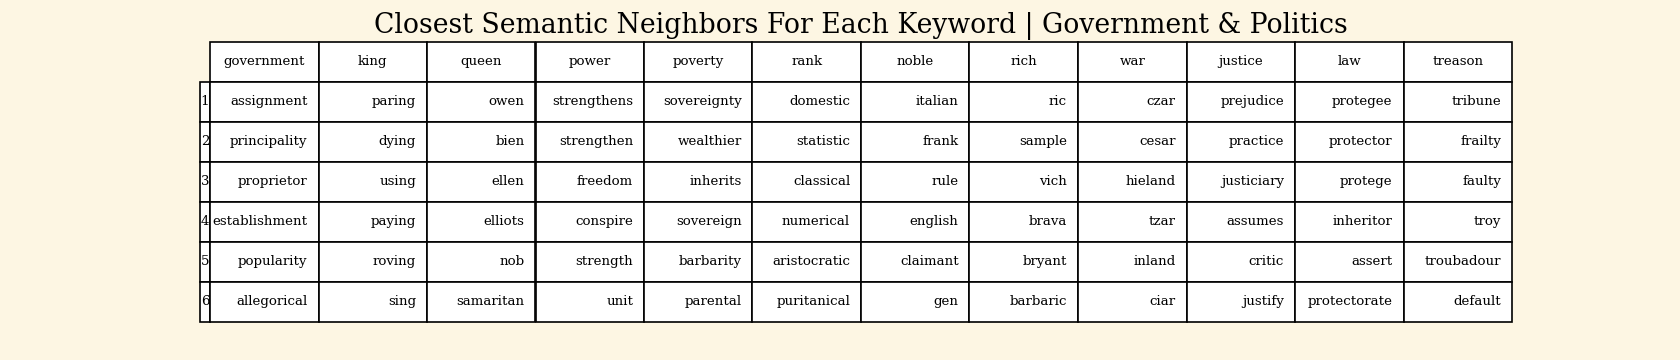 Closest Semantic Neighbors For Each Keyword | Government & Politics
government king queen power poverty rank noble rich war justice law treason
1 assignment paring owen strengthens sovereignty domestic italian ric czar prejudice protegee tribune
2 principality dying bien strengthen wealthier statistic frank sample cesar practice protector frailty
3 proprietor using ellen freedom inherits classical rule vich hieland justiciary protege faulty
4 establishment paying elliots conspire sovereign numerical english brava tzar assumes inheritor troy
5 popularity roving nob strength barbarity aristocratic claimant bryant inland critic assert troubadour
6 allegorical sing samaritan unit parental puritanical gen barbaric ciar justify protectorate default